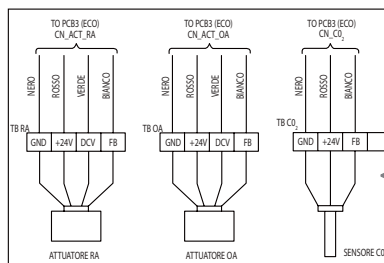 TO PCB3 (ECO) TO PCB3 (ECO) TO PCB3 (ECO)
CN_ACT_RA CN_ACT_OA CN_C0₂
NERO ROSSO VERDE BIANCO NERO ROSSO VERDE BIANCO NERO ROSSO BIANCO
TB RA GND +24V DCV FB TB OA GND +24V DCV FB TB C0₂ GND +24V FB
ATTUATORE RA ATTUATORE OA SENSORE C0